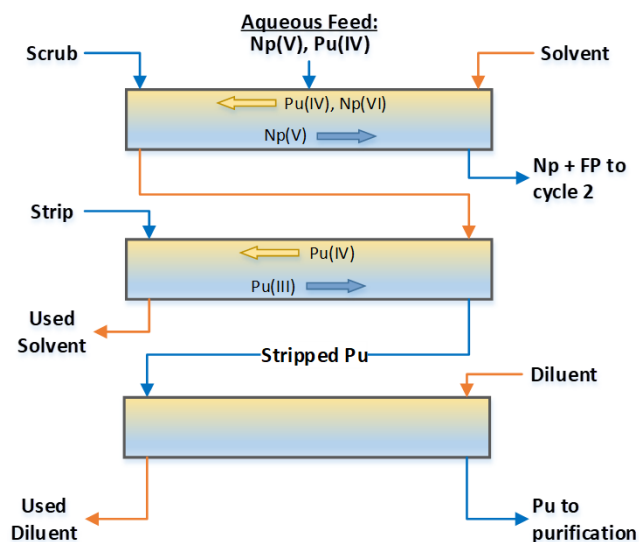 Aqueous Feed:
Np(V), Pu(IV)
Scrub
Solvent
Pu(IV), Np(VI)
Np(V)
Np + FP to
cycle 2
Strip
Pu(IV)
Pu(III)
Used
Solvent
Stripped Pu
Diluent
Used
Diluent
Pu to
purification